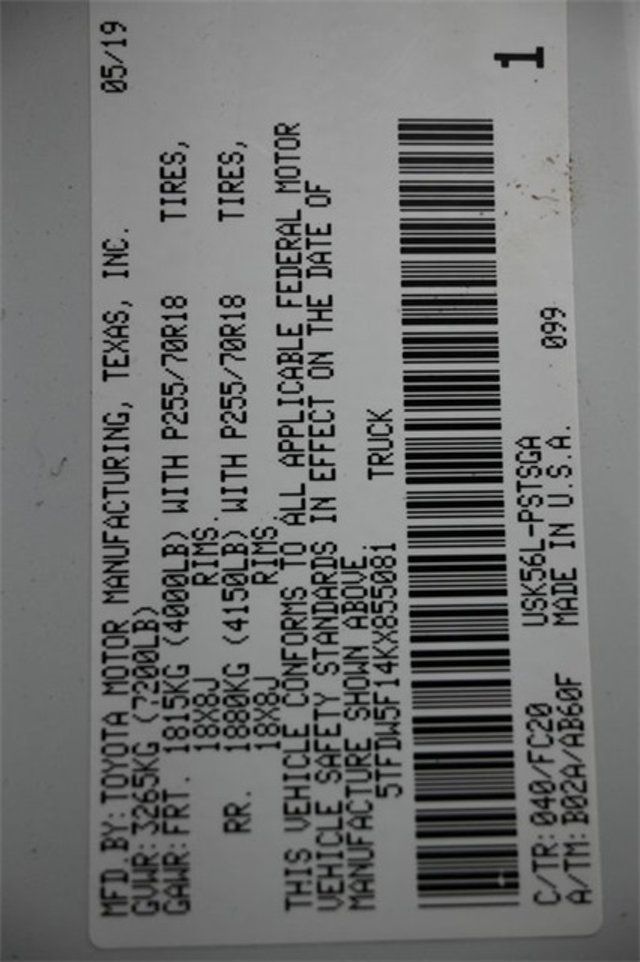 MFD.BY: TOYOTA MOTOR MANUFACTURING, TEXAS, INC. 05/19
GVWR: 3265KG (7200LB)
GAWR: FRT. 1815KG (4000LB) WITH P255/70R18 TIRES,
18X8J RIMS.
RR. 1880KG (4150LB) WITH P255/70R18 TIRES,
18X8J RIMS.
THIS VEHICLE CONFORMS TO ALL APPLICABLE FEDERAL MOTOR
VEHICLE SAFETY STANDARDS IN EFFECT ON THE DATE OF
MANUFACTURE SHOWN ABOVE.
5TFDW5F14KX855081 TRUCK
1
C/TR: 040/FC20 USK56L-PSTSGA
A/TM: B02A/AB60F MADE IN U.S.A. 099